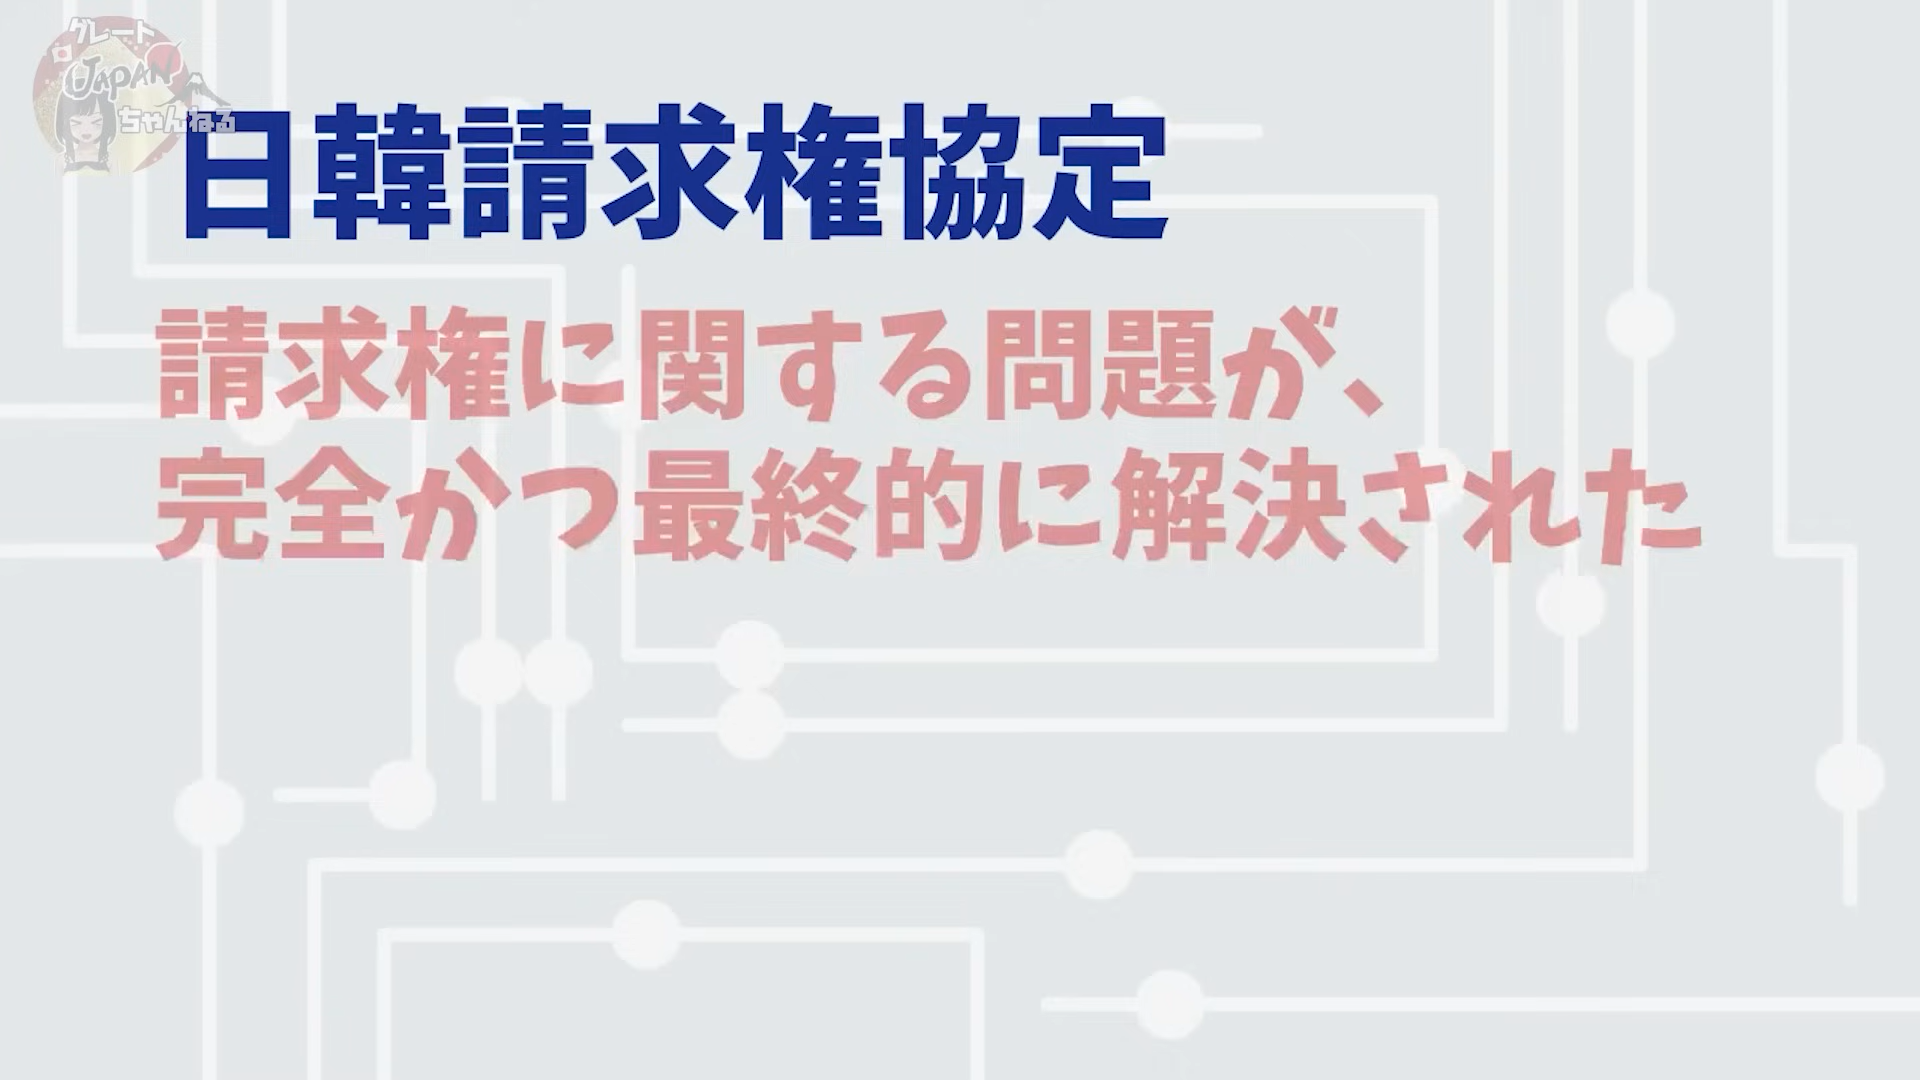 グレート
JAPAN
ちゃんねる
日韓請求権協定
請求権に関する問題が、
完全かつ最終的に解決された